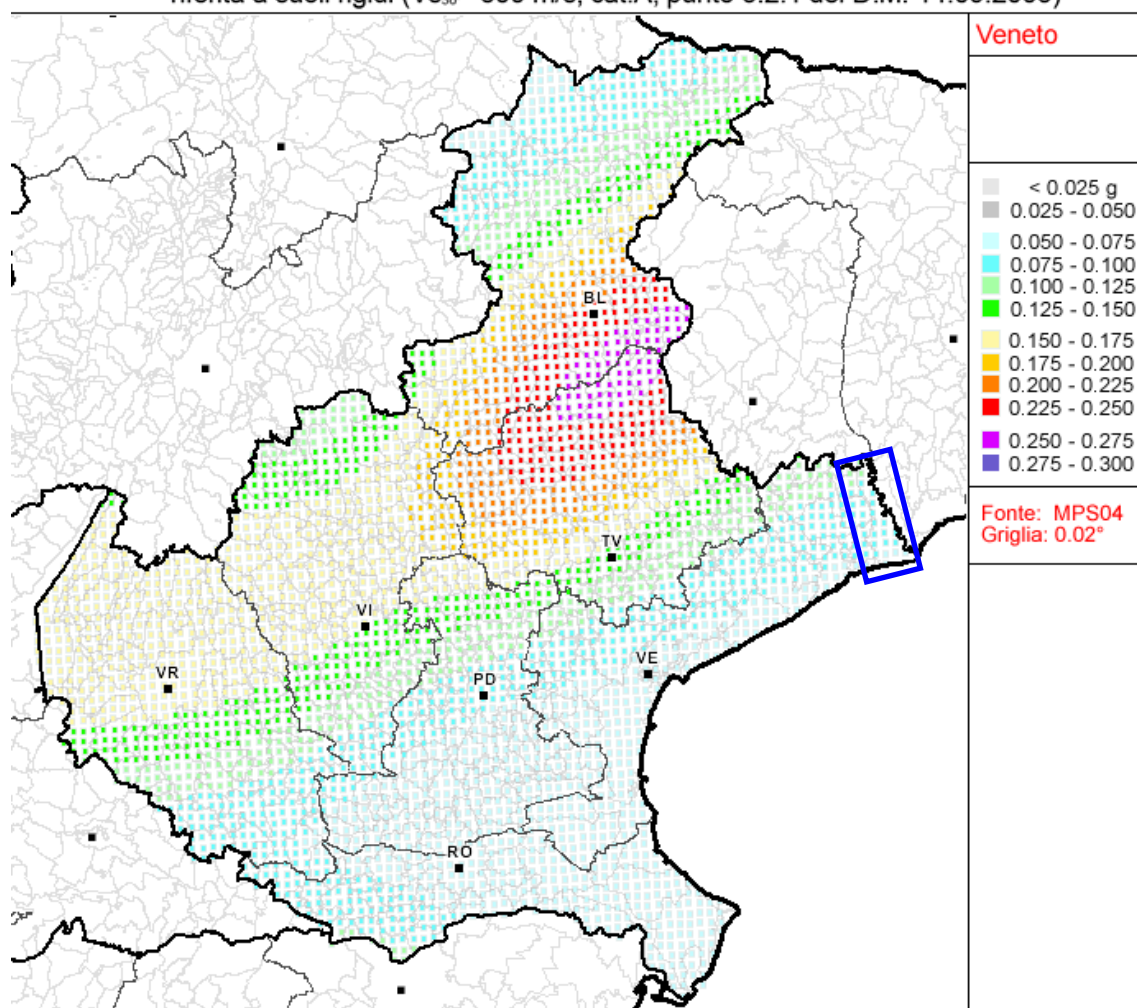 Veneto
< 0.025 g
0.025 - 0.050
0.050 - 0.075
0.075 - 0.100
0.100 - 0.125
0.125 - 0.150
0.150 - 0.175
0.175 - 0.200
0.200 - 0.225
0.225 - 0.250
0.250 - 0.275
0.275 - 0.300
Fonte: MPS04
Griglia: 0.02°
BL
TV
VI
VR
PD
VE
RO